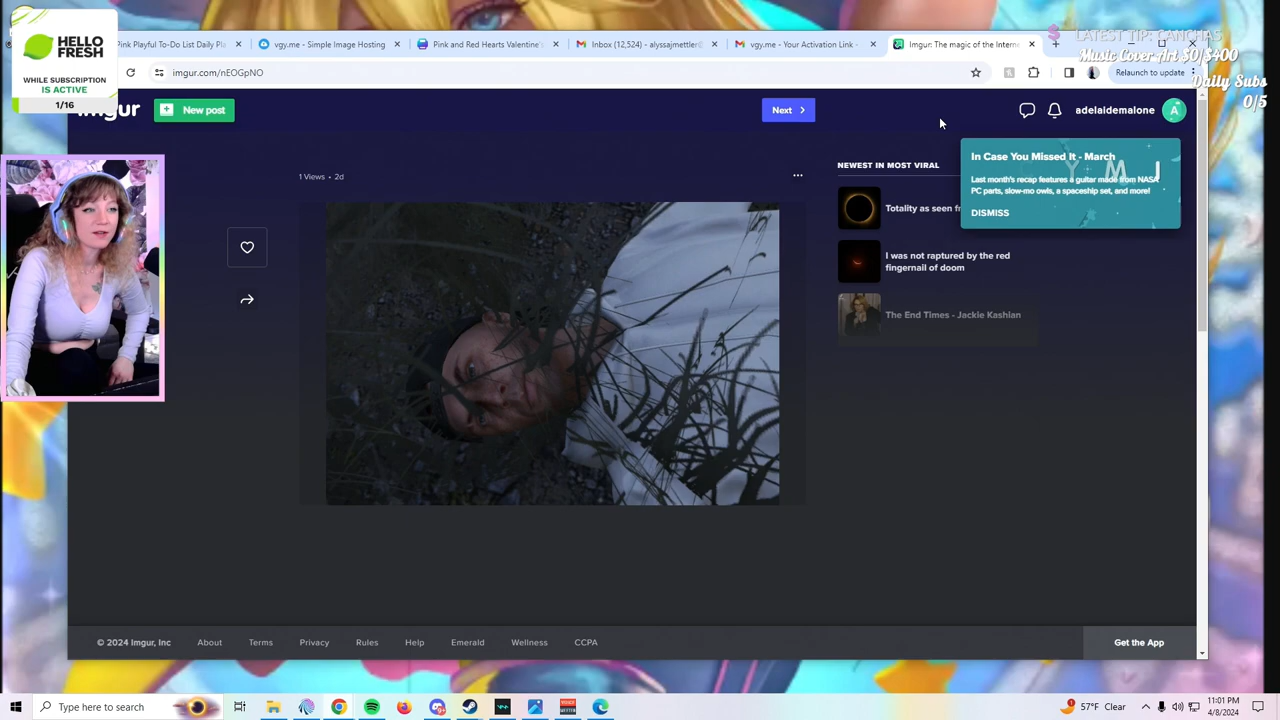 HELLO
FRESH
WHILE SUBSCRIPTION
IS ACTIVE
1/16
Pink Playful To-Do List Daily Pl
vgy.me - Simple Image Hosting
Pink and Red Hearts Valentine's
Inbox (12,524) - alyssajmettler@
vgy.me - Your Activation Link -
Imgur: The magic of the Interne
LATEST TIP: CANCHAS
Music Cover Art $0/$400
Daily Subs
0/5
imgur.com/nEOGpNO
Relaunch to update
imgur
New post
Next
adelaidemalone
A
In Case You Missed It - March
Last month's recap features a guitar made from NASA
PC parts, slow-mo owls, a spaceship set, and more!
DISMISS
1 Views • 2d
NEWEST IN MOST VIRAL
Totality as seen fr
I was not raptured by the red
fingernail of doom
The End Times - Jackie Kashian
© 2024 Imgur, Inc
About
Terms
Privacy
Rules
Help
Emerald
Wellness
CCPA
Get the App
Type here to search
57°F Clear
11:01 PM
4/8/2024